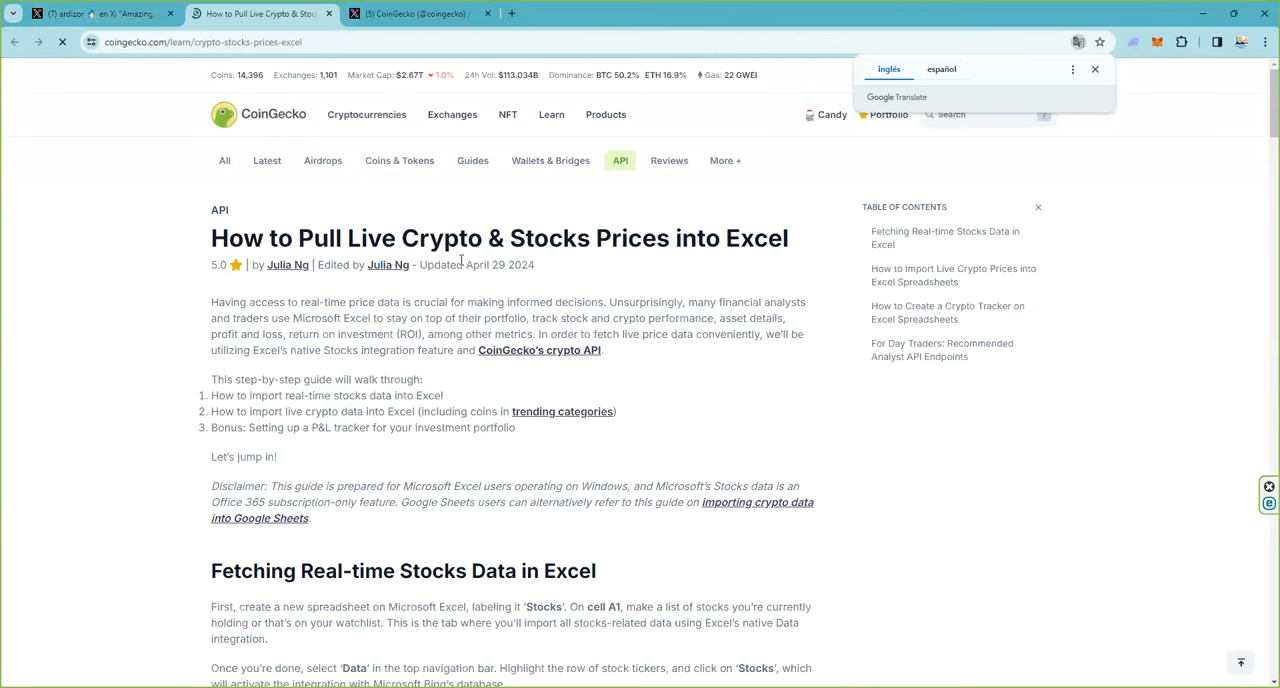 (7) ardizor en X: "Amazing,
How to Pull Live Crypto & Stoc
(5) CoinGecko (@coingecko) /
coingecko.com/learn/crypto-stocks-prices-excel
inglés español
Google Translate
Coins: 14,396 Exchanges: 1,101 Market Cap: $2.67T 1.0% 24h Vol: $113.034B Dominance: BTC 50.2% ETH 16.9% Gas: 22 GWEI
CoinGecko Cryptocurrencies Exchanges NFT Learn Products Candy Portfolio Search
All Latest Airdrops Coins & Tokens Guides Wallets & Bridges API Reviews More +
API
How to Pull Live Crypto & Stocks Prices into Excel
5.0 | by Julia Ng | Edited by Julia Ng - Updated April 29 2024
Having access to real-time price data is crucial for making informed decisions. Unsurprisingly, many financial analysts
and traders use Microsoft Excel to stay on top of their portfolio, track stock and crypto performance, asset details,
profit and loss, return on investment (ROI), among other metrics. In order to fetch live price data conveniently, we'll be
utilizing Excel's native Stocks integration feature and CoinGecko's crypto API.
This step-by-step guide will walk through:
1. How to import real-time stocks data into Excel
2. How to import live crypto data into Excel (including coins in trending categories)
3. Bonus: Setting up a P&L tracker for your investment portfolio
Let's jump in!
Disclaimer: This guide is prepared for Microsoft Excel users operating on Windows, and Microsoft's Stocks data is an
Office 365 subscription-only feature. Google Sheets users can alternatively refer to this guide on importing crypto data
into Google Sheets.
Fetching Real-time Stocks Data in Excel
First, create a new spreadsheet on Microsoft Excel, labeling it 'Stocks'. On cell A1, make a list of stocks you're currently
holding or that's on your watchlist. This is the tab where you'll import all stocks-related data using Excel's native Data
integration.
Once you're done, select 'Data' in the top navigation bar. Highlight the row of stock tickers, and click on 'Stocks', which
will activate the integration with Microsoft Bing's database.
TABLE OF CONTENTS
Fetching Real-time Stocks Data in
Excel
How to Import Live Crypto Prices into
Excel Spreadsheets
How to Create a Crypto Tracker on
Excel Spreadsheets
For Day Traders: Recommended
Analyst API Endpoints